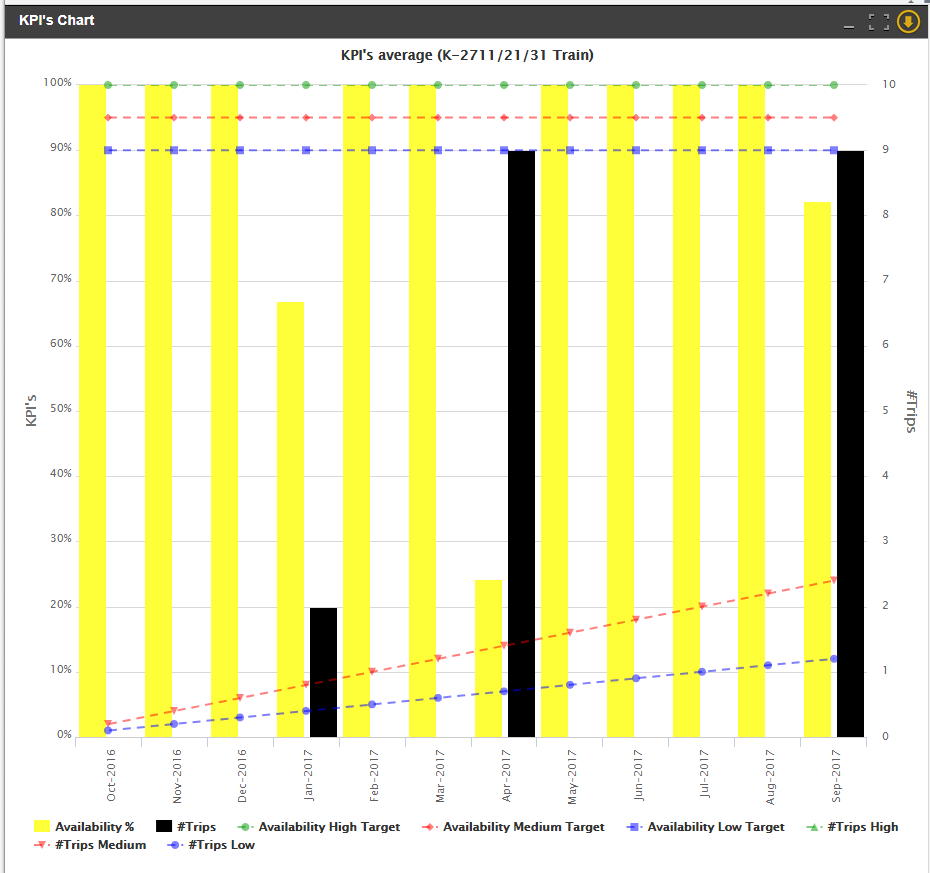 KPI's Chart
KPI's average (K-2711/21/31 Train)
100%
90%
80%
70%
60%
50%
40%
30%
20%
10%
0%
KPI's
10
9
8
7
6
5
4
3
2
1
0
#Trips
Oct-2016
Nov-2016
Dec-2016
Jan-2017
Feb-2017
Mar-2017
Apr-2017
May-2017
Jun-2017
Jul-2017
Aug-2017
Sep-2017
Availability % #Trips Availability High Target Availability Medium Target Availability Low Target #Trips High
#Trips Medium #Trips Low